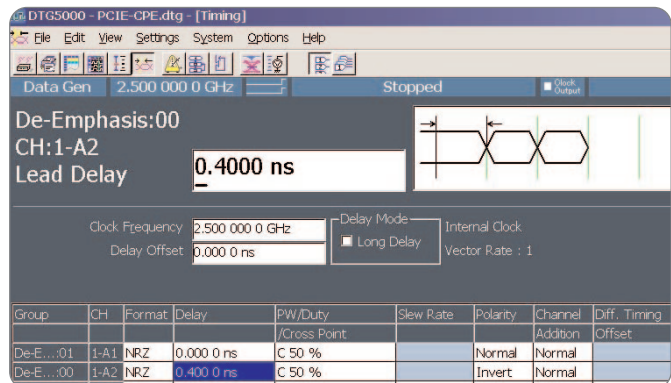 DTG5000 - PCIE-CPE.dtg - [Timing]
File Edit View Settings System Options Help
Data Gen 2.500 000 0 GHz Stopped Clock Output
De-Emphasis:00
CH:1-A2
Lead Delay 0.4000 ns
Delay Mode
Clock Frequency 2.500 000 0 GHz Internal Clock
Long Delay
Delay Offset 0.000 0 ns Vector Rate : 1
Group CH Format Delay PW/Duty Slew Rate Polarity Channel Diff. Timing
/Cross Point Addition Offset
De-E...:01 1-A1 NRZ 0.000 0 ns C 50 % Normal Normal
De-E...:00 1-A2 NRZ 0.400 0 ns C 50 % Invert Normal